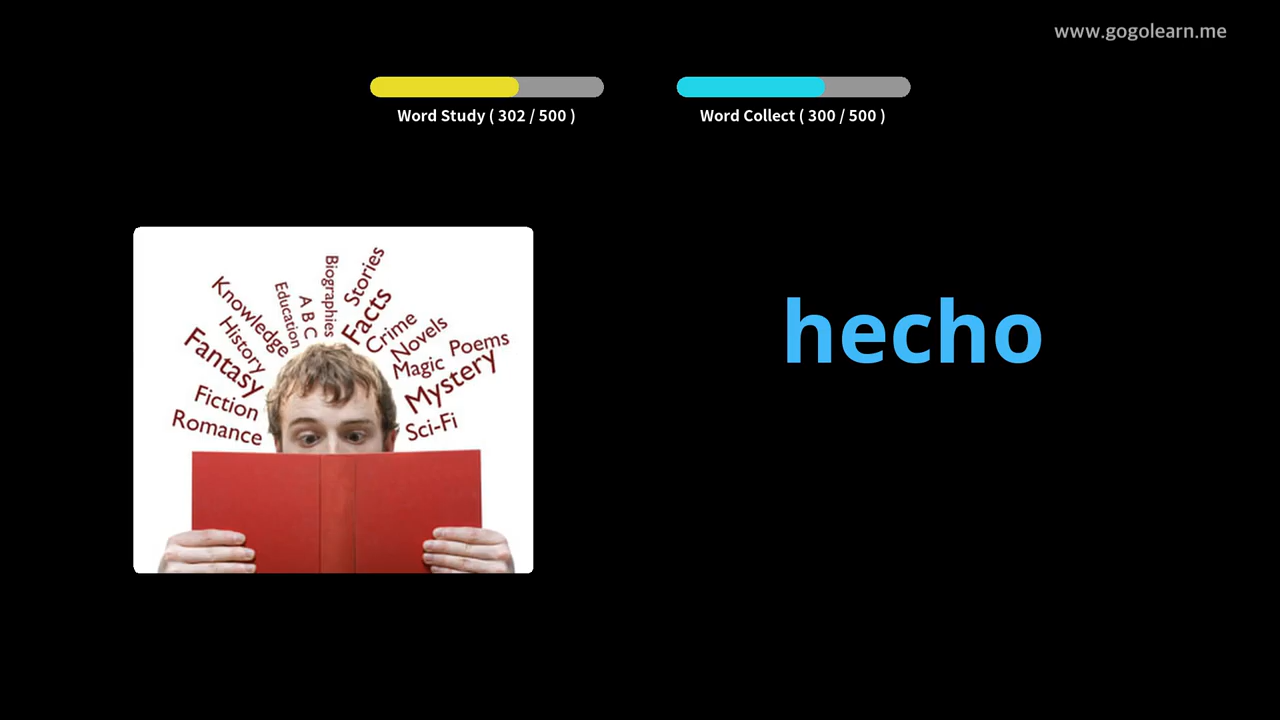 www.gogolearn.me
Word Study ( 302 / 500 )
Word Collect ( 300 / 500 )
hecho
Knowledge
Education
A B C
Biographies
Stories
Facts
Crime
Novels
Poems
Magic
Mystery
Sci-Fi
History
Fantasy
Fiction
Romance